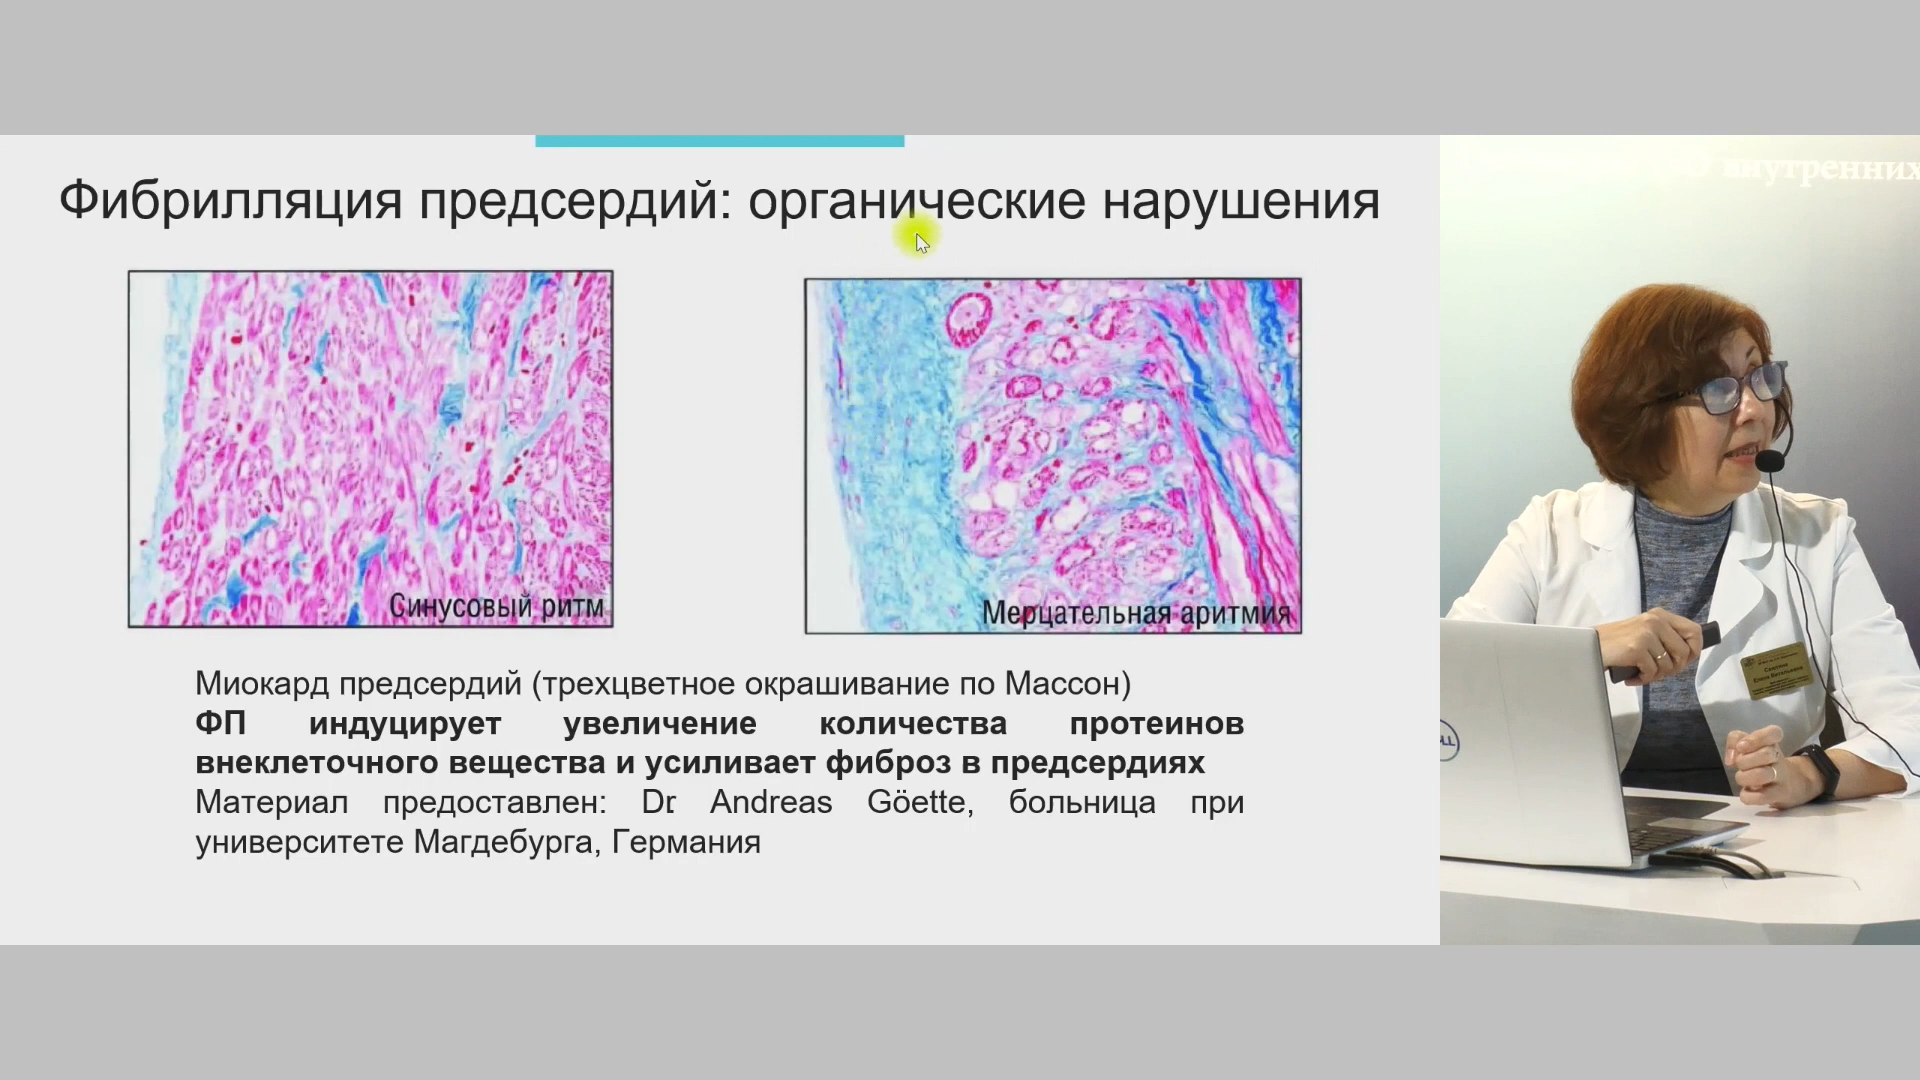 Фибрилляция предсердий: органические нарушения
Синусовый ритм
Мерцательная аритмия
Миокард предсердий (трехцветное окрашивание по Массон)
ФП индуцирует увеличение количества протеинов
внеклеточного вещества и усиливает фиброз в предсердиях
Материал предоставлен: Dr. Andreas Göette, больница при
университете Магдебурга, Германия
внутренних